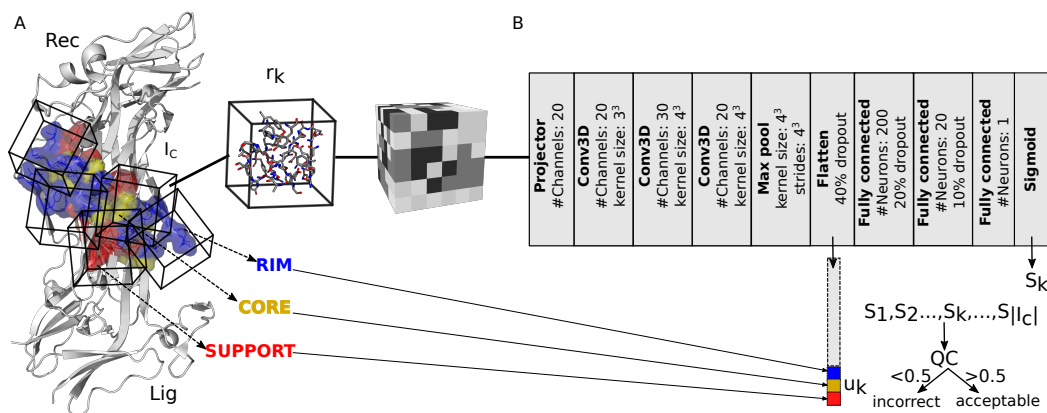 A
B
Rec
r_k
I_C
Projector
#Channels: 20
Conv3D
#Channels: 20
kernel size: 3³
Conv3D
#Channels: 30
kernel size: 4³
Conv3D
#Channels: 20
kernel size: 4³
Max pool
kernel size: 4³
strides: 4³
Flatten
40% dropout
Fully connected
#Neurons: 200
20% dropout
Fully connected
#Neurons: 20
10% dropout
Fully connected
#Neurons: 1
Sigmoid
RIM
CORE
SUPPORT
Lig
S_k
S_1,S_2...,S_k,...,S_|I_C|
QC
<0.5 >0.5
incorrect acceptable
u_k